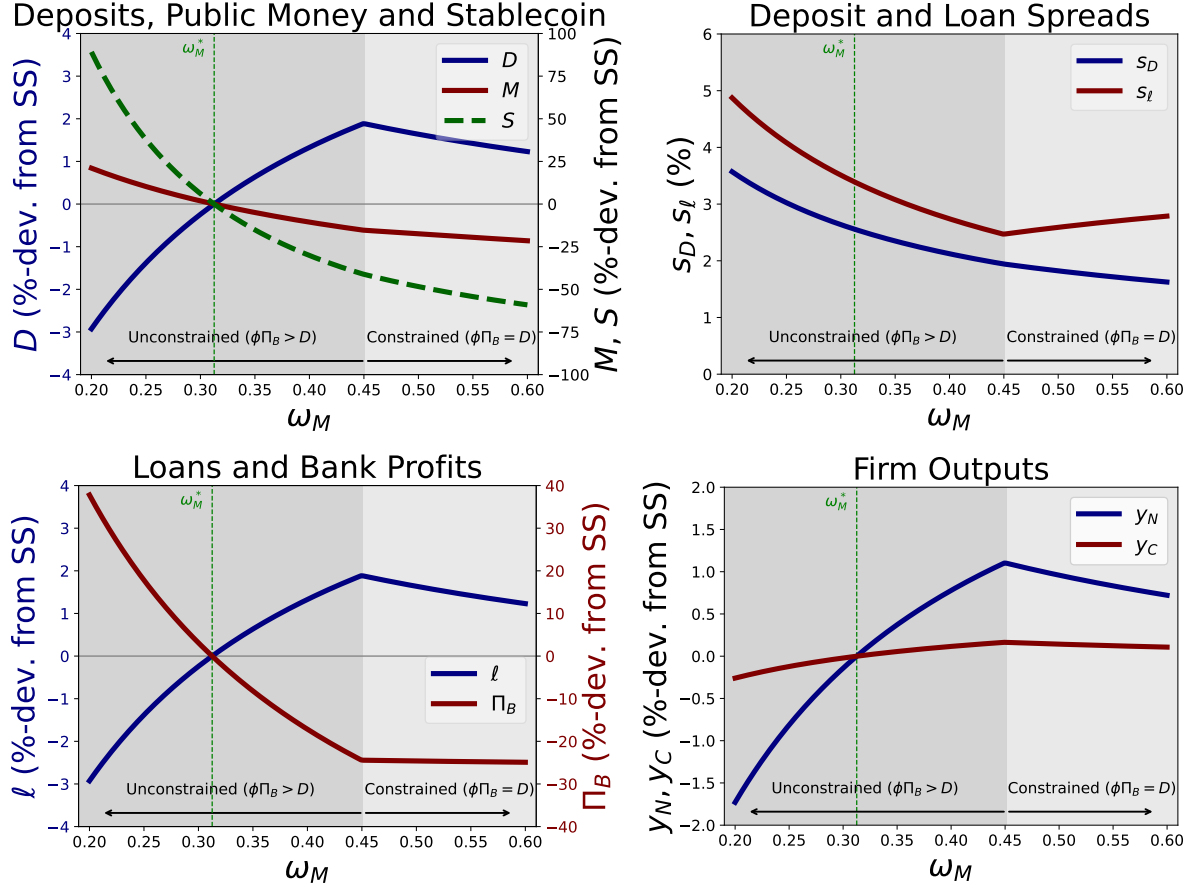 Deposits, Public Money and Stablecoin
D (%-dev. from SS)
4
3
2
1
0
−1
−2
−3
−4
ω*M
D
M
S
Unconstrained (ϕΠB > D)
Constrained (ϕΠB = D)
100
75
50
25
0
−25
−50
−75
−100
M, S (%-dev. from SS)
0.20 0.25 0.30 0.35 0.40 0.45 0.50 0.55 0.60
ωM
Deposit and Loan Spreads
sD, sℓ (%)
6
5
4
3
2
1
0
ω*M
sD
sℓ
Unconstrained (ϕΠB > D)
Constrained (ϕΠB = D)
0.20 0.25 0.30 0.35 0.40 0.45 0.50 0.55 0.60
ωM
Loans and Bank Profits
ℓ (%-dev. from SS)
4
3
2
1
0
−1
−2
−3
−4
ω*M
ℓ
ΠB
Unconstrained (ϕΠB > D)
Constrained (ϕΠB = D)
40
30
20
10
0
−10
−20
−30
−40
ΠB (%-dev. from SS)
0.20 0.25 0.30 0.35 0.40 0.45 0.50 0.55 0.60
ωM
Firm Outputs
yN, yC (%-dev. from SS)
2.0
1.5
1.0
0.5
0.0
−0.5
−1.0
−1.5
−2.0
ω*M
yN
yC
Unconstrained (ϕΠB > D)
Constrained (ϕΠB = D)
0.20 0.25 0.30 0.35 0.40 0.45 0.50 0.55 0.60
ωM